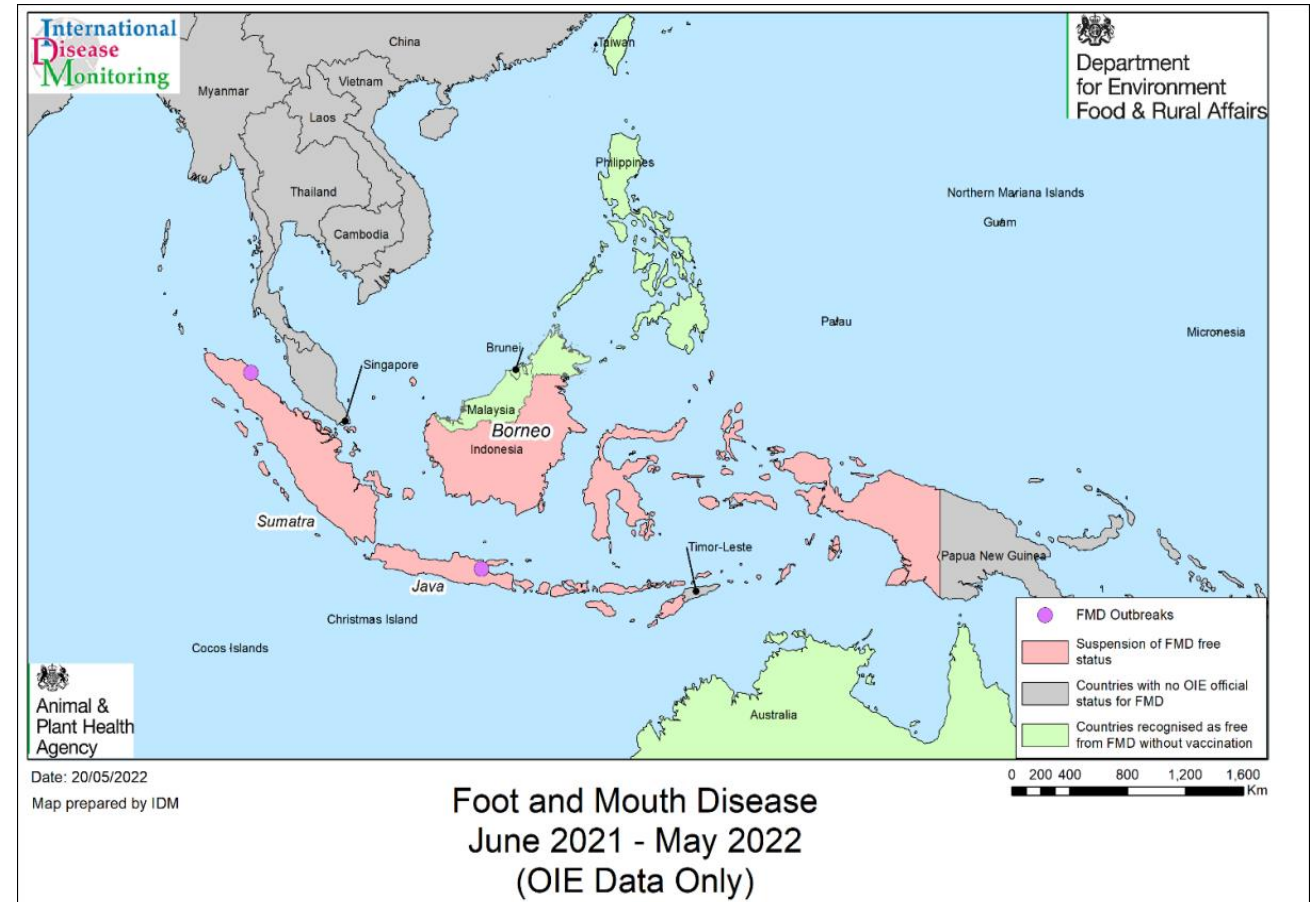 International
Disease
Monitoring
Department
for Environment
Food & Rural Affairs
China
Taiwan
Myanmar
Vietnam
Laos
Thailand
Cambodia
Philippines
Northern Mariana Islands
Guam
Palau
Micronesia
Brunei
Singapore
Malaysia
Borneo
Indonesia
Sumatra
Timor-Leste
Papua New Guinea
Java
Christmas Island
Cocos Islands
Australia
1
FMD Outbreaks
Suspension of FMD free
status
Countries with no OIE official
status for FMD
Countries recognised as free
from FMD without vaccination
Animal &
Plant Health
Agency
Date: 20/05/2022
Map prepared by IDM
0 200 400 800 1,200 1,600
Km
Foot and Mouth Disease
June 2021 - May 2022
(OIE Data Only)